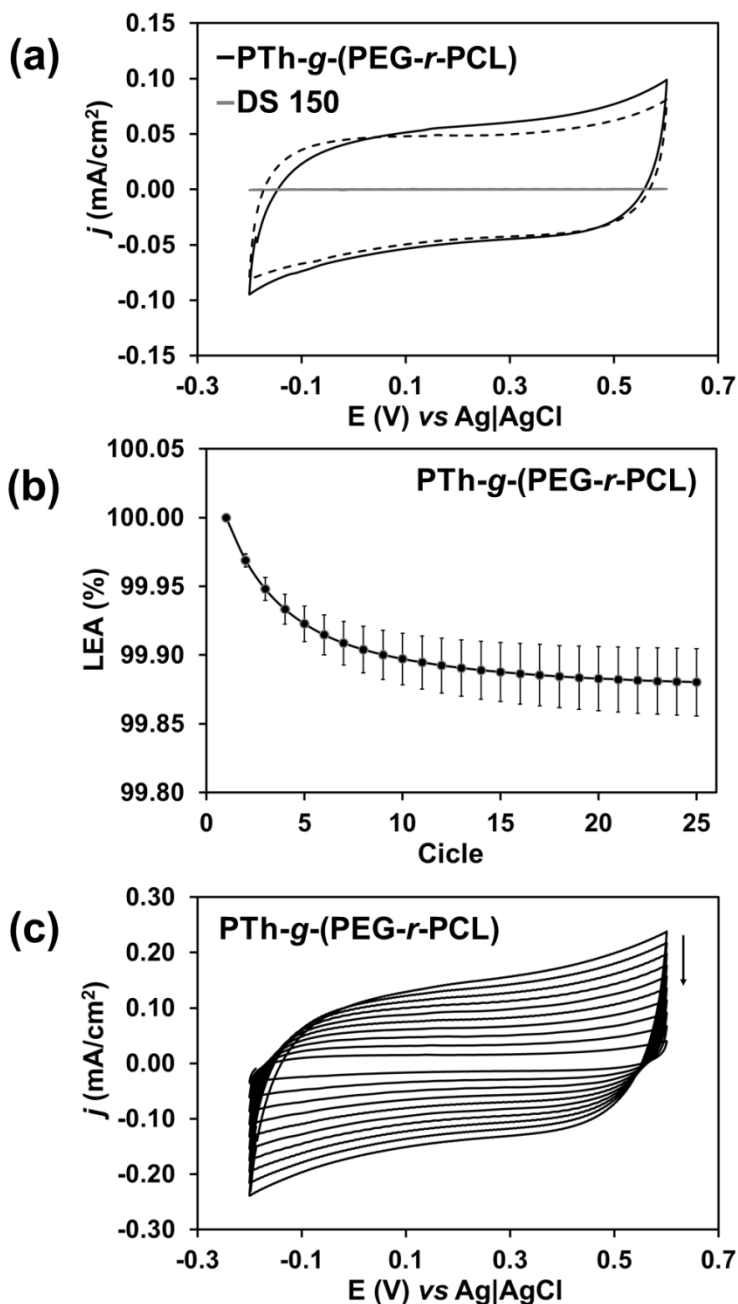 (a)
PTh-g-(PEG-r-PCL)
DS 150
j (mA/cm²)
0.15
0.10
0.05
0.00
-0.05
-0.10
-0.15
-0.3 -0.1 0.1 0.3 0.5 0.7
E (V) vs Ag|AgCl
(b)
PTh-g-(PEG-r-PCL)
LEA (%)
100.05
100.00
99.95
99.90
99.85
99.80
0 5 10 15 20 25
Cicle
(c)
PTh-g-(PEG-r-PCL)
j (mA/cm²)
0.30
0.20
0.10
0.00
-0.10
-0.20
-0.30
-0.3 -0.1 0.1 0.3 0.5 0.7
E (V) vs Ag|AgCl